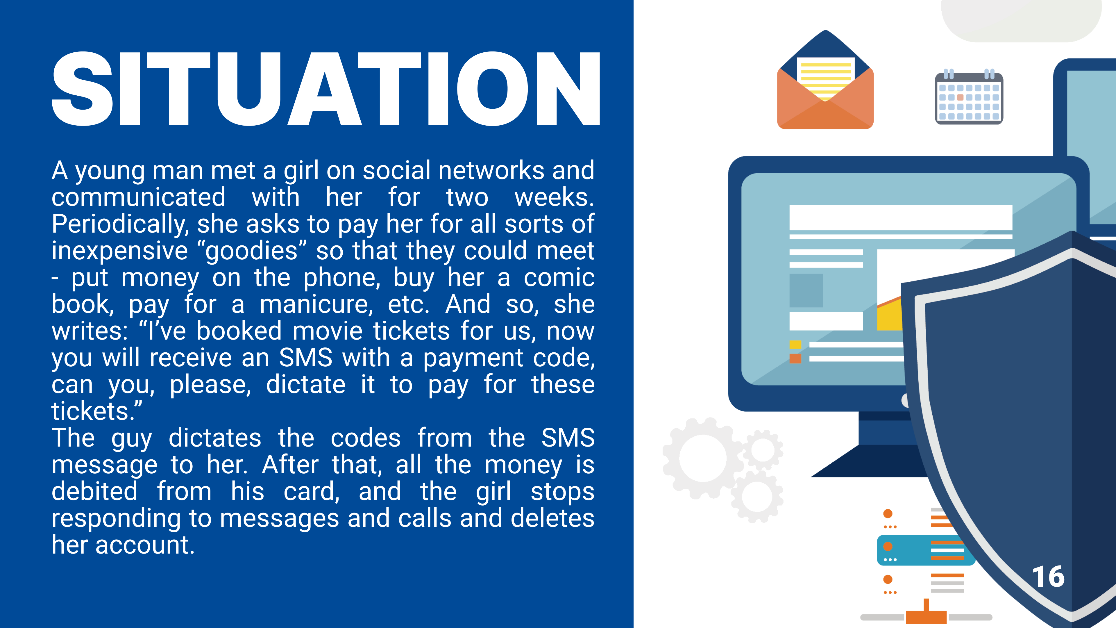 SITUATION
A young man met a girl on social networks and
communicated with her for two weeks.
Periodically, she asks to pay her for all sorts of
inexpensive “goodies” so that they could meet
- put money on the phone, buy her a comic
book, pay for a manicure, etc. And so, she
writes: “I’ve booked movie tickets for us, now
you will receive an SMS with a payment code,
can you, please, dictate it to pay for these
tickets.”
The guy dictates the codes from the SMS
message to her. After that, all the money is
debited from his card, and the girl stops
responding to messages and calls and deletes
her account.
16